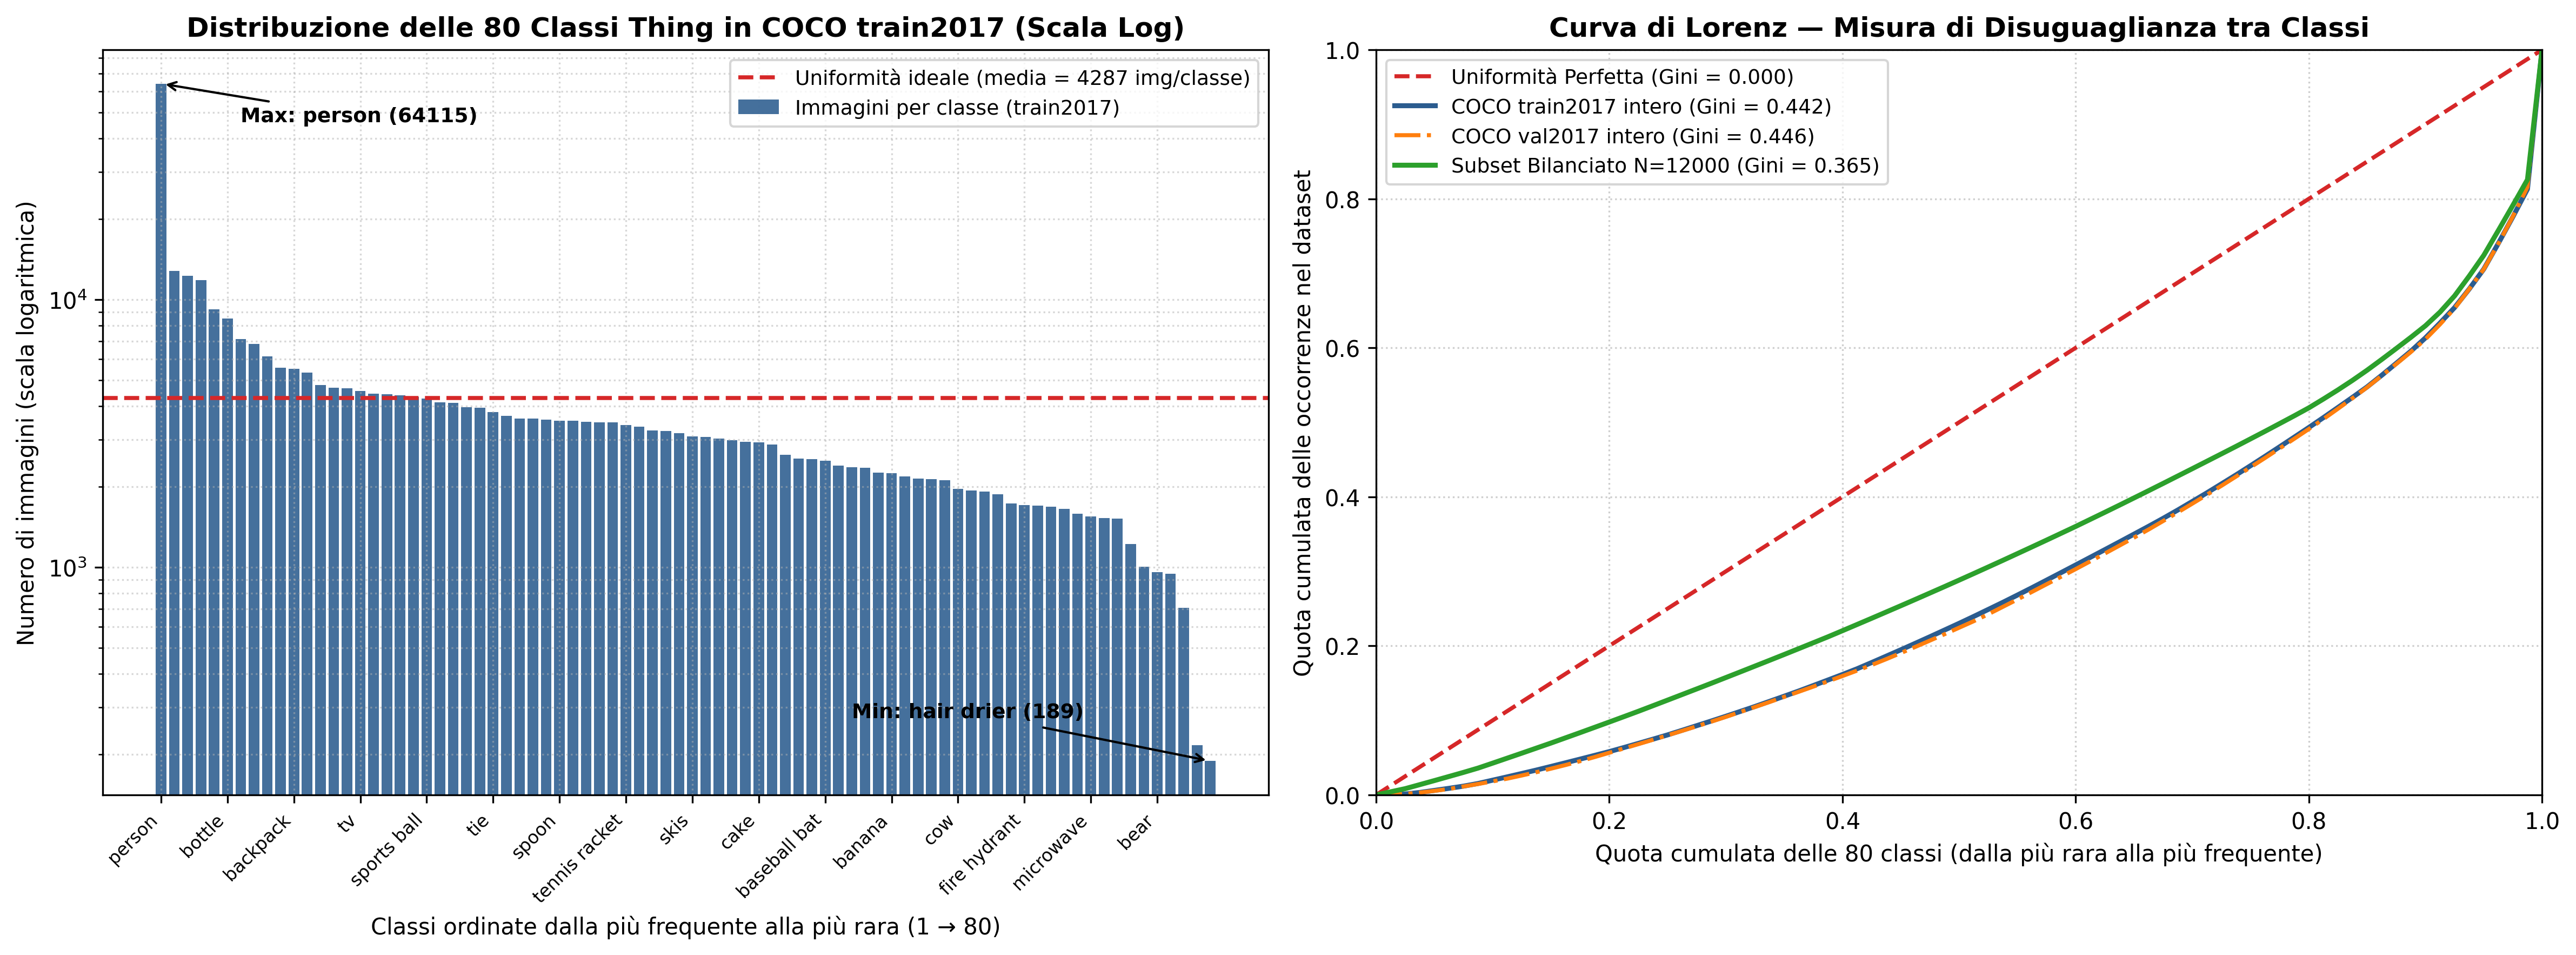 Distribuzione delle 80 Classi Thing in COCO train2017 (Scala Log)
Numero di immagini (scala logaritmica)
10⁴
10³
Uniformità ideale (media = 4287 img/classe)
Immagini per classe (train2017)
Max: person (64115)
Min: hair drier (189)
person
bottle
backpack
tv
sports ball
tie
spoon
tennis racket
skis
cake
baseball bat
banana
cow
fire hydrant
microwave
bear
Classi ordinate dalla più frequente alla più rara (1 → 80)
Curva di Lorenz — Misura di Disuguaglianza tra Classi
Quota cumulata delle occorrenze nel dataset
1.0
0.8
0.6
0.4
0.2
0.0
Uniformità Perfetta (Gini = 0.000)
COCO train2017 intero (Gini = 0.442)
COCO val2017 intero (Gini = 0.446)
Subset Bilanciato N=12000 (Gini = 0.365)
0.0 0.2 0.4 0.6 0.8 1.0
Quota cumulata delle 80 classi (dalla più rara alla più frequente)